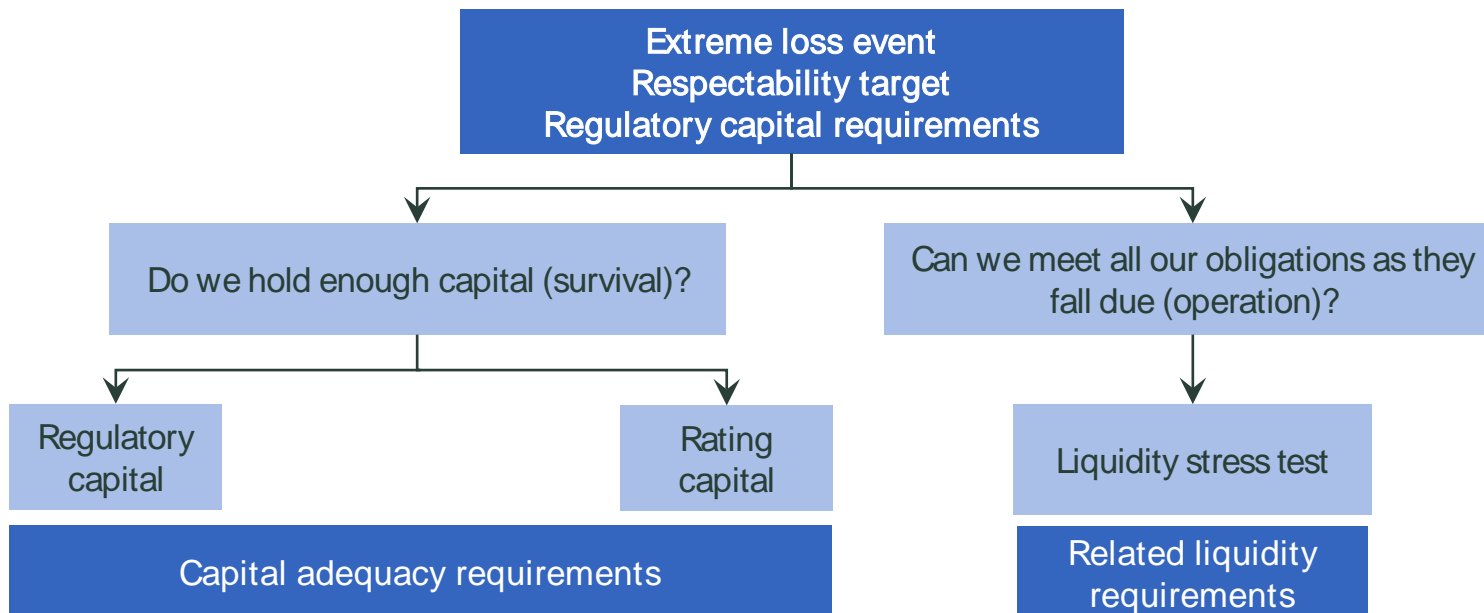 Extreme loss event
Respectability target
Regulatory capital requirements
Do we hold enough capital (survival)?
Can we meet all our obligations as they
fall due (operation)?
Regulatory
capital
Rating
capital
Liquidity stress test
Capital adequacy requirements
Related liquidity
requirements